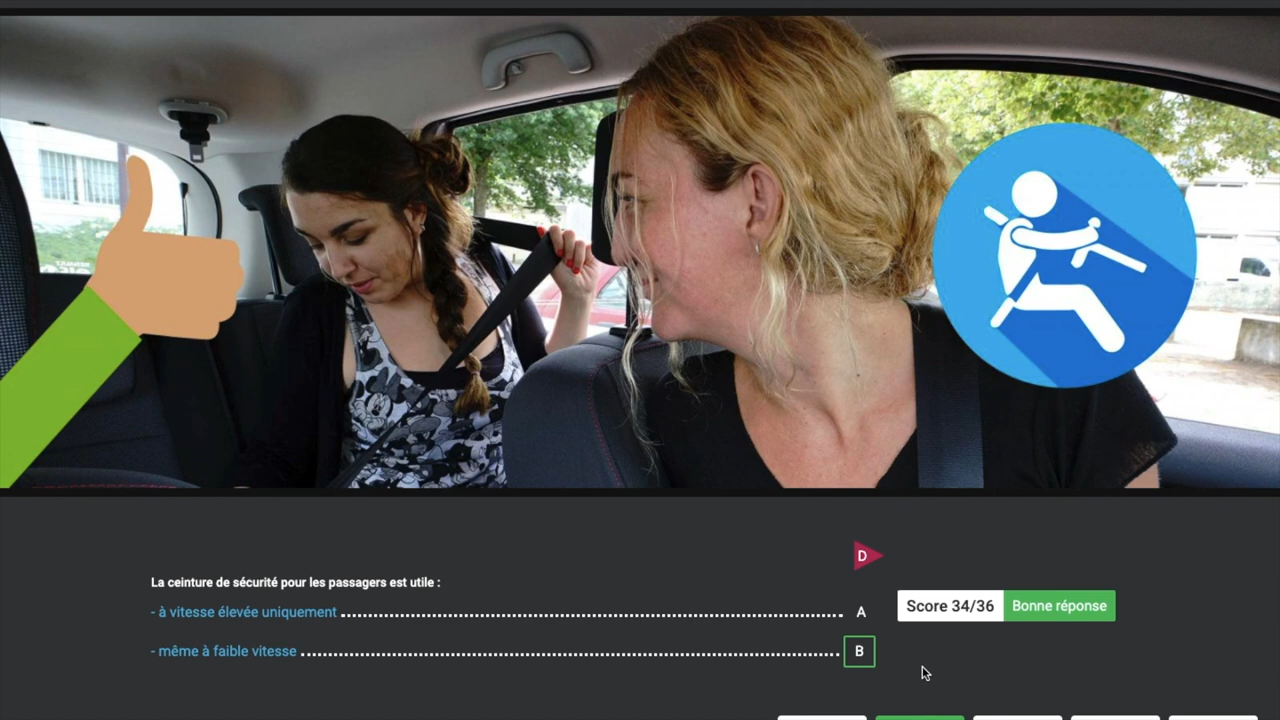 D
La ceinture de sécurité pour les passagers est utile :
- à vitesse élevée uniquement A
Score 34/36 Bonne réponse
- même à faible vitesse B